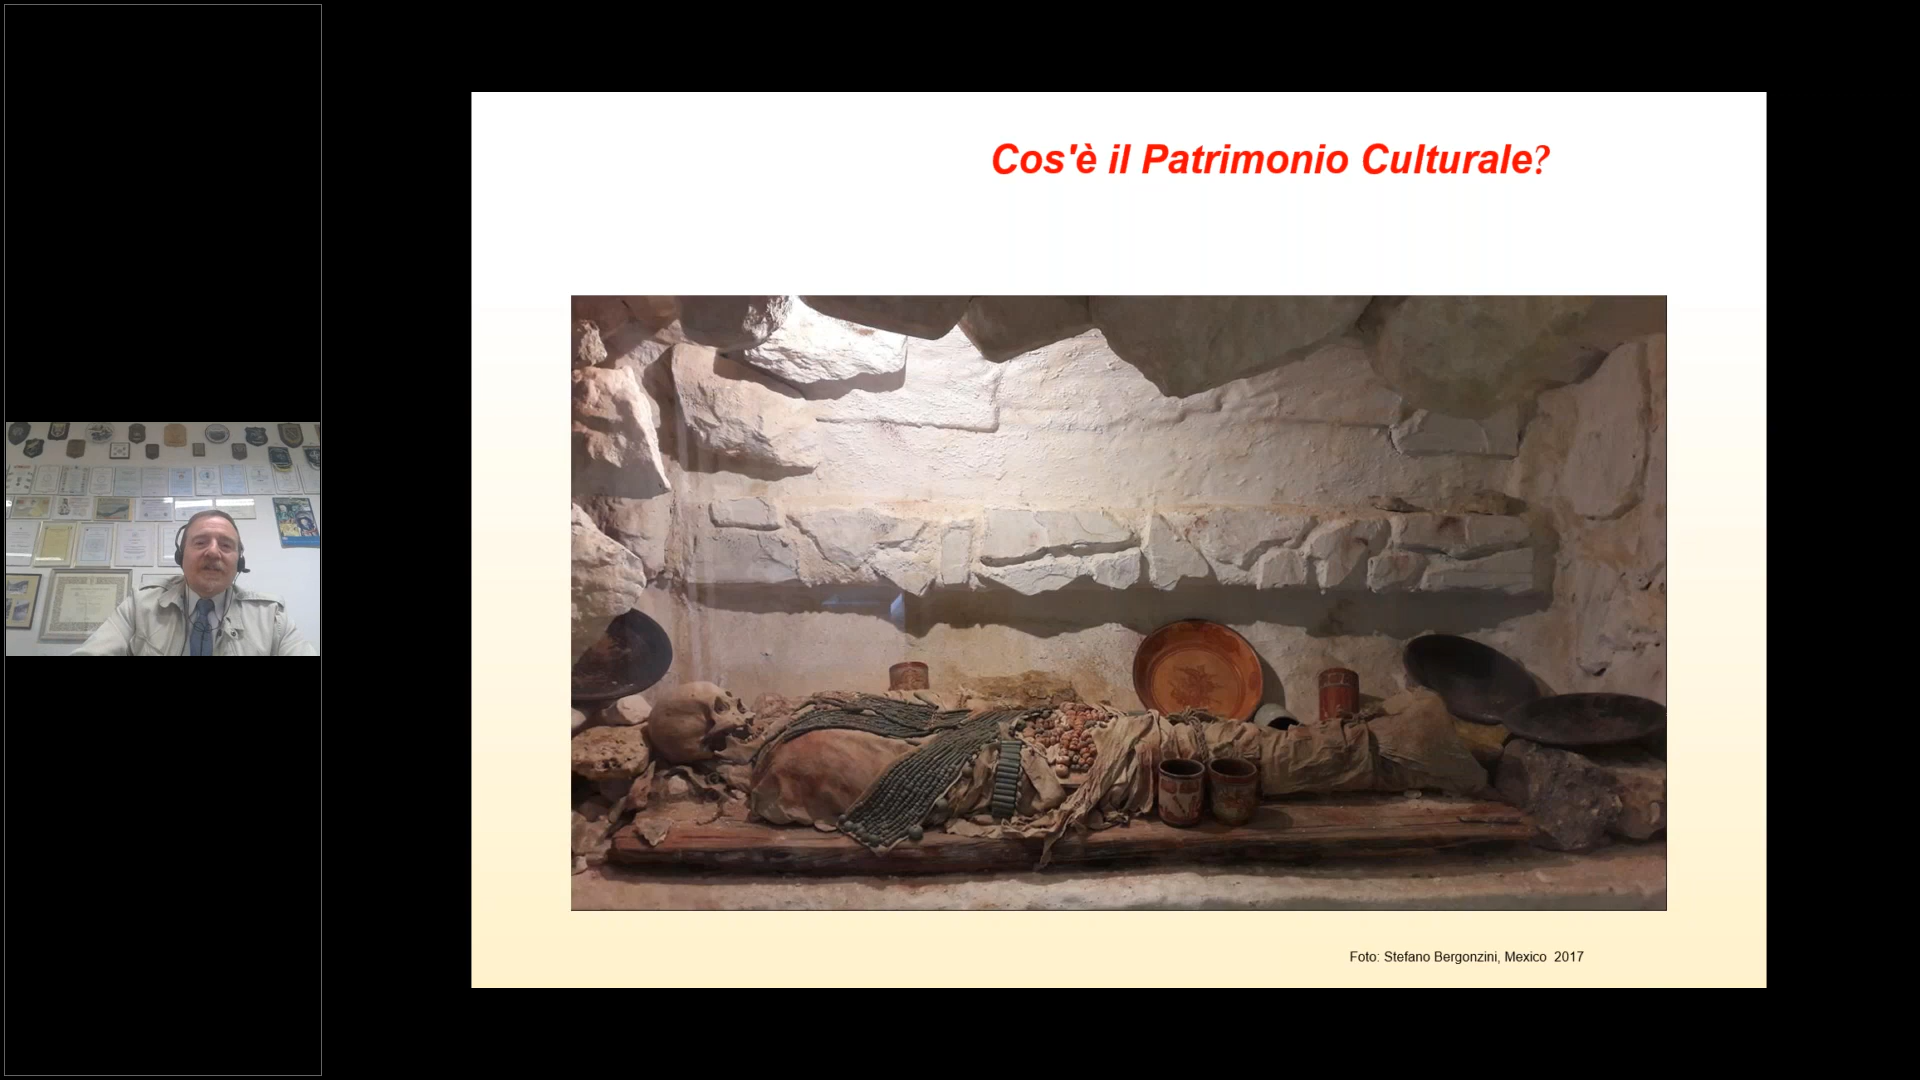 Cos'è il Patrimonio Culturale?
Foto: Stefano Bergonzini, Mexico 2017